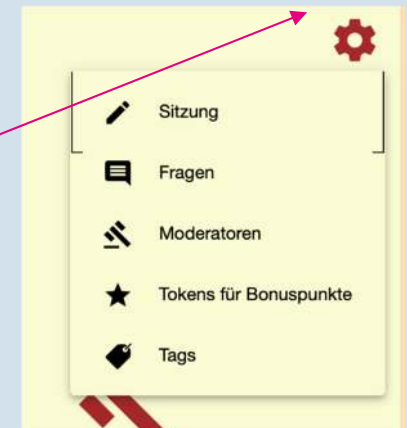 Sitzung
Fragen
Moderatoren
Tokens für Bonuspunkte
Tags